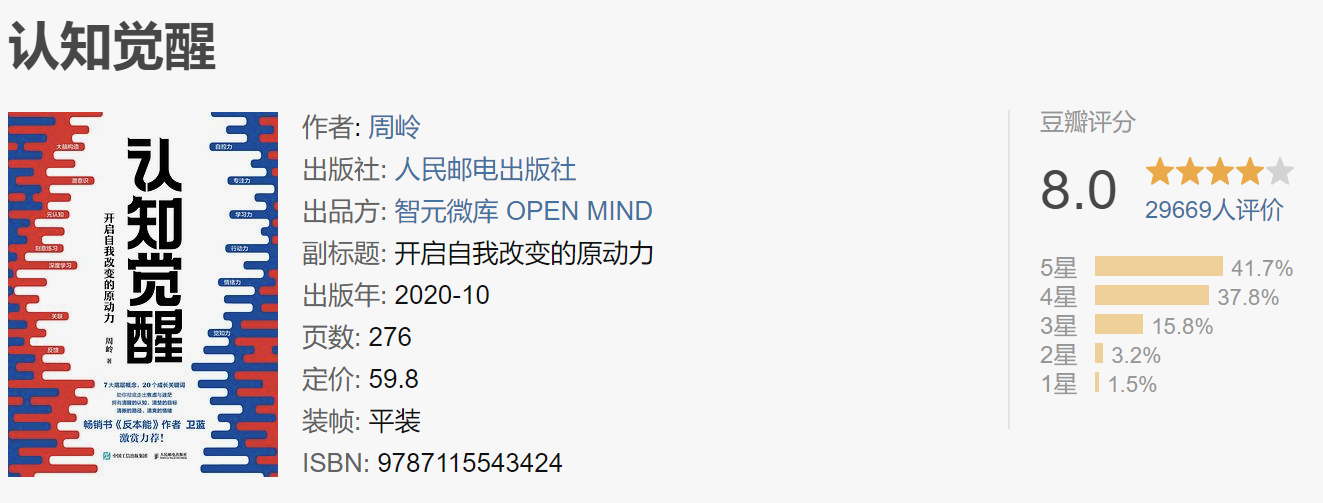 认知觉醒
作者: 周岭
出版社: 人民邮电出版社
出品方: 智元微库 OPEN MIND
副标题: 开启自我改变的原动力
出版年: 2020-10
页数: 276
定价: 59.8
装帧: 平装
ISBN: 9787115543424
豆瓣评分
8.0
29669人评价
5星 41.7%
4星 37.8%
3星 15.8%
2星 3.2%
1星 1.5%
认知觉醒
开启自我改变的原动力
周岭 著
大脑构造
潜意识
元认知
刻意练习
深度学习
关联
反馈
自控力
专注力
学习力
行动力
情绪力
觉知力
7大底层概念,20个成长关键词
助你彻底走出焦虑与迷茫
拥有清醒的认知、清楚的目标
清晰的路径、清爽的情绪
畅销书《反本能》作者 卫蓝
激赏力荐!
中国工信出版集团
人民邮电出版社